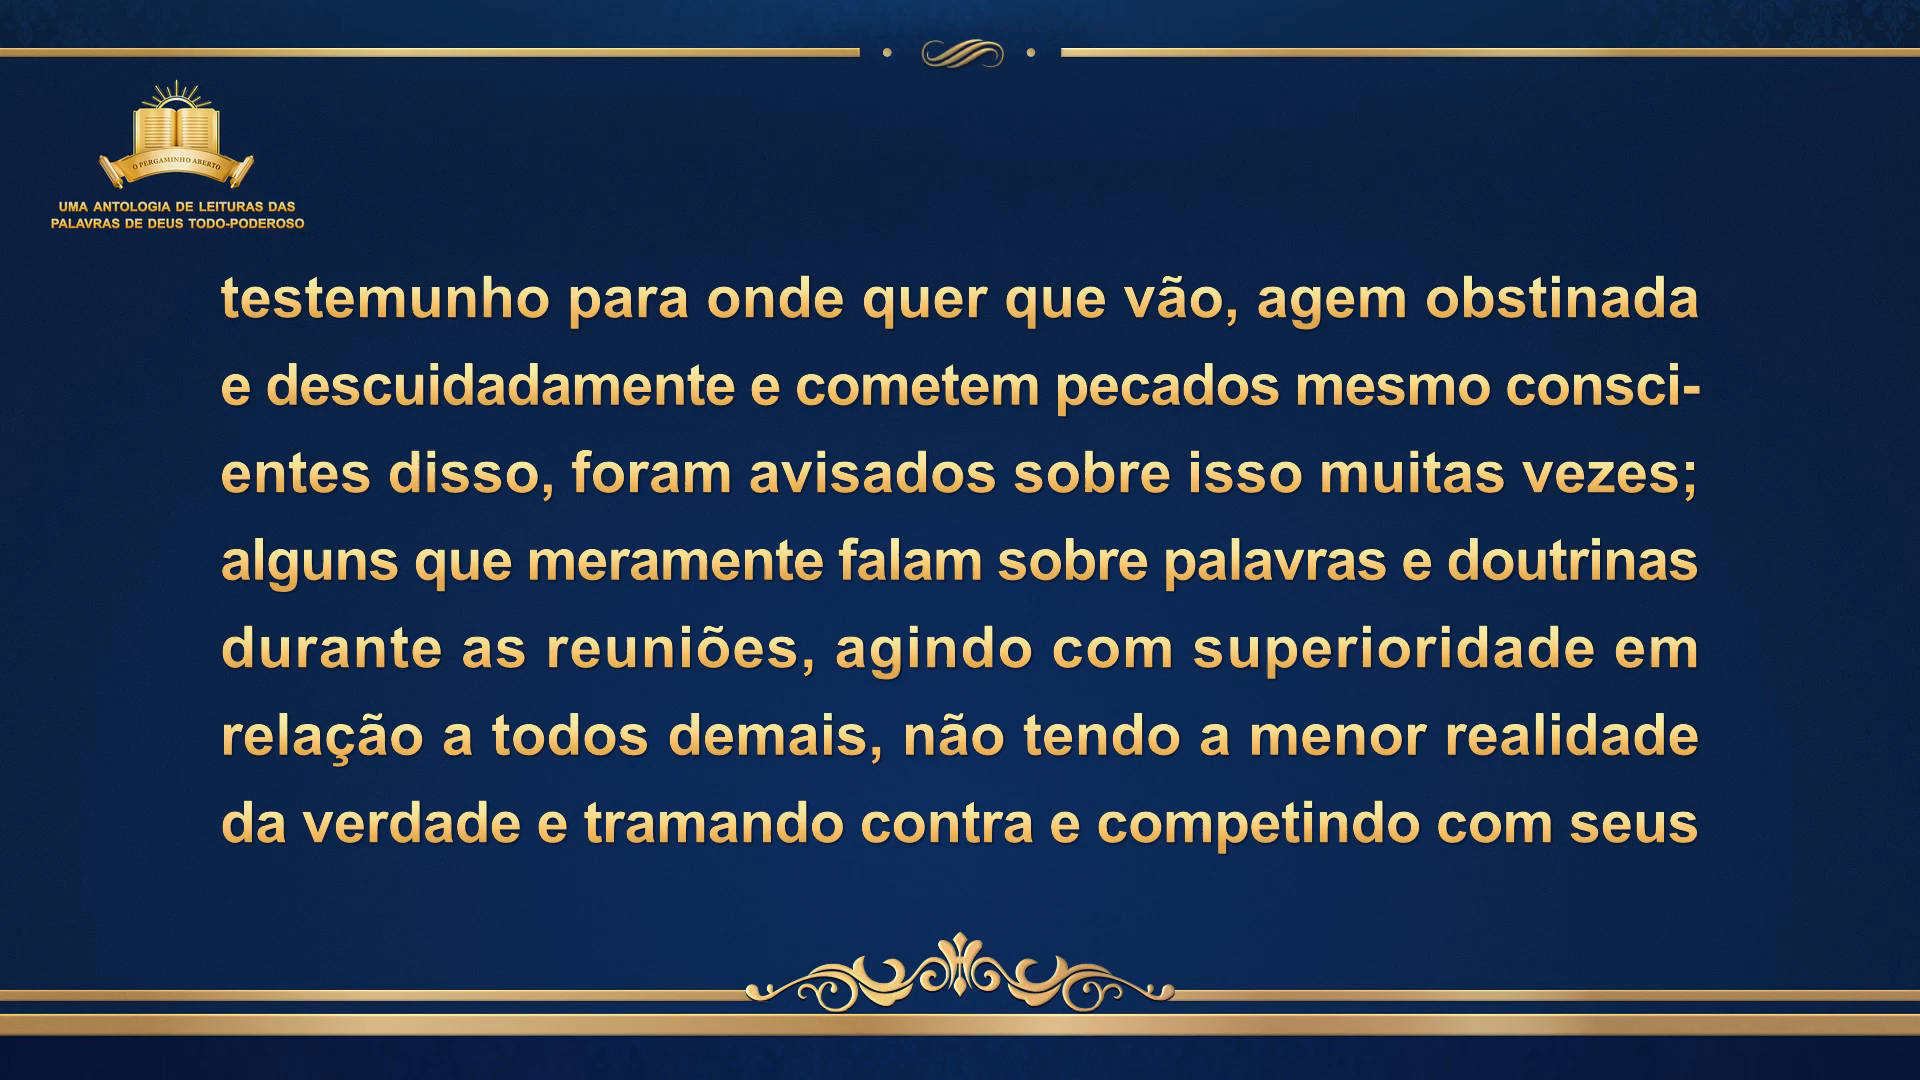 O PERGAMINHO ABERTO
UMA ANTOLOGIA DE LEITURAS DAS
PALAVRAS DE DEUS TODO-PODEROSO
testemunho para onde quer que vão, agem obstinada
e descuidadamente e cometem pecados mesmo consci-
entes disso, foram avisados sobre isso muitas vezes;
alguns que meramente falam sobre palavras e doutrinas
durante as reuniões, agindo com superioridade em
relação a todos demais, não tendo a menor realidade
da verdade e tramando contra e competindo com seus